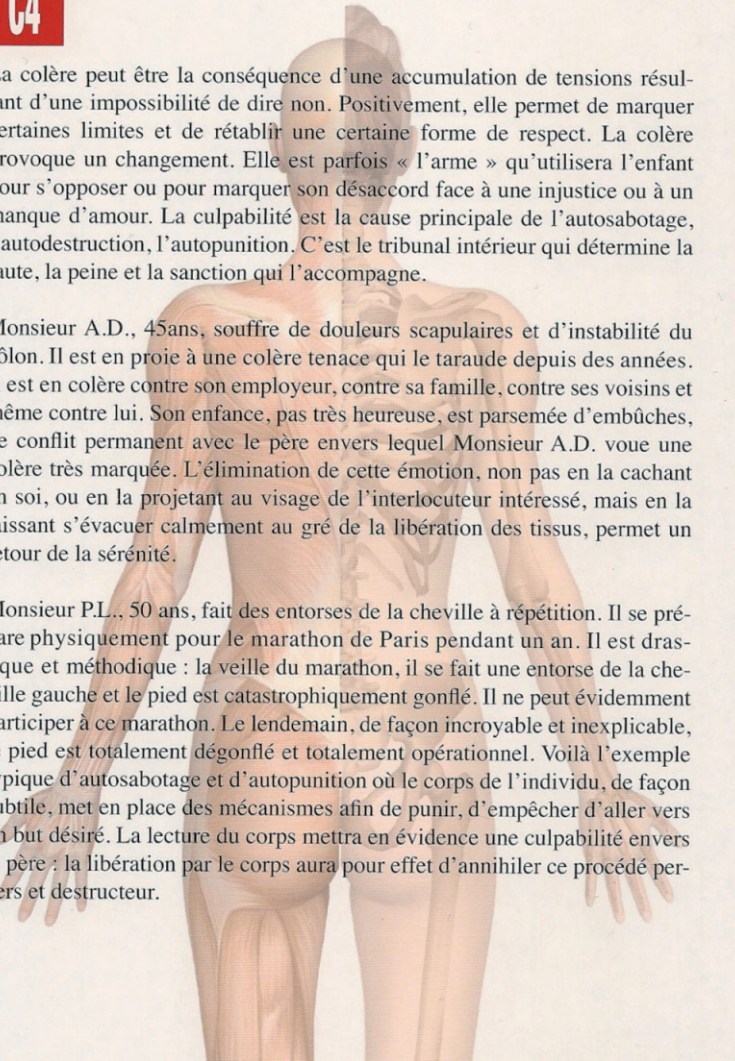 C4
a colère peut être la conséquence d'une accumulation de tensions résul-
ant d'une impossibilité de dire non. Positivement, elle permet de marquer
ertaines limites et de rétablir une certaine forme de respect. La colère
rovoque un changement. Elle est parfois « l'arme » qu'utilisera l'enfant
our s'opposer ou pour marquer son désaccord face à une injustice ou à un
anque d'amour. La culpabilité est la cause principale de l'autosabotage,
autodestruction, l'autopunition. C'est le tribunal intérieur qui détermine la
aute, la peine et la sanction qui l'accompagne.
onsieur A.D., 45ans, souffre de douleurs scapulaires et d'instabilité du
ôlon. Il est en proie à une colère tenace qui le taraude depuis des années.
est en colère contre son employeur, contre sa famille, contre ses voisins et
ême contre lui. Son enfance, pas très heureuse, est parsemée d'embûches,
e conflit permanent avec le père envers lequel Monsieur A.D. voue une
olère très marquée. L'élimination de cette émotion, non pas en la cachant
n soi, ou en la projetant au visage de l'interlocuteur intéressé, mais en la
issant s'évacuer calmement au gré de la libération des tissus, permet un
etour de la sérénité.
onsieur P.L., 50 ans, fait des entorses de la cheville à répétition. Il se pré-
are physiquement pour le marathon de Paris pendant un an. Il est dras-
que et méthodique : la veille du marathon, il se fait une entorse de la che-
ille gauche et le pied est catastrophiquement gonflé. Il ne peut évidemment
articiper à ce marathon. Le lendemain, de façon incroyable et inexplicable,
pied est totalement dégonflé et totalement opérationnel. Voilà l'exemple
ypique d'autosabotage et d'autopunition où le corps de l'individu, de façon
ubtile, met en place des mécanismes afin de punir, d'empêcher d'aller vers
n but désiré. La lecture du corps mettra en évidence une culpabilité envers
père : la libération par le corps aura pour effet d'annihiler ce procédé per-
ers et destructeur.